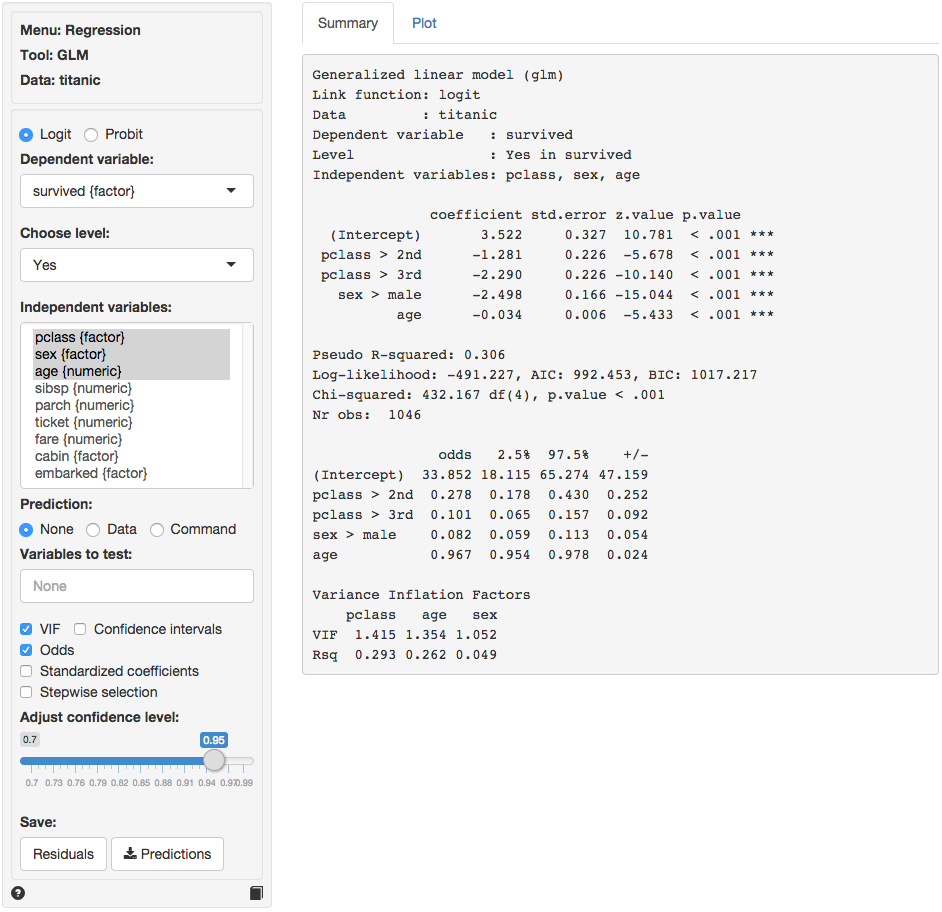 Menu: Regression
Tool: GLM
Data: titanic
Logit Probit
Dependent variable:
survived {factor}
Choose level:
Yes
Independent variables:
pclass {factor}
sex {factor}
age {numeric}
sibsp {numeric}
parch {numeric}
ticket {numeric}
fare {numeric}
cabin {factor}
embarked {factor}
Prediction:
None Data Command
Variables to test:
None
VIF Confidence intervals
Odds
Standardized coefficients
Stepwise selection
Adjust confidence level:
0.7 0.95
0.7 0.73 0.76 0.79 0.82 0.85 0.88 0.91 0.94 0.97 0.99
Save:
Residuals Predictions
?
Summary Plot
Generalized linear model (glm)
Link function: logit
Data : titanic
Dependent variable : survived
Level : Yes in survived
Independent variables: pclass, sex, age
coefficient std.error z.value p.value
(Intercept) 3.522 0.327 10.781 < .001 ***
pclass > 2nd -1.281 0.226 -5.678 < .001 ***
pclass > 3rd -2.290 0.226 -10.140 < .001 ***
sex > male -2.498 0.166 -15.044 < .001 ***
age -0.034 0.006 -5.433 < .001 ***
Pseudo R-squared: 0.306
Log-likelihood: -491.227, AIC: 992.453, BIC: 1017.217
Chi-squared: 432.167 df(4), p.value < .001
Nr obs: 1046
odds 2.5% 97.5% +/-
(Intercept) 33.852 18.115 65.274 47.159
pclass > 2nd 0.278 0.178 0.430 0.252
pclass > 3rd 0.101 0.065 0.157 0.092
sex > male 0.082 0.059 0.113 0.054
age 0.967 0.954 0.978 0.024
Variance Inflation Factors
pclass age sex
VIF 1.415 1.354 1.052
Rsq 0.293 0.262 0.049